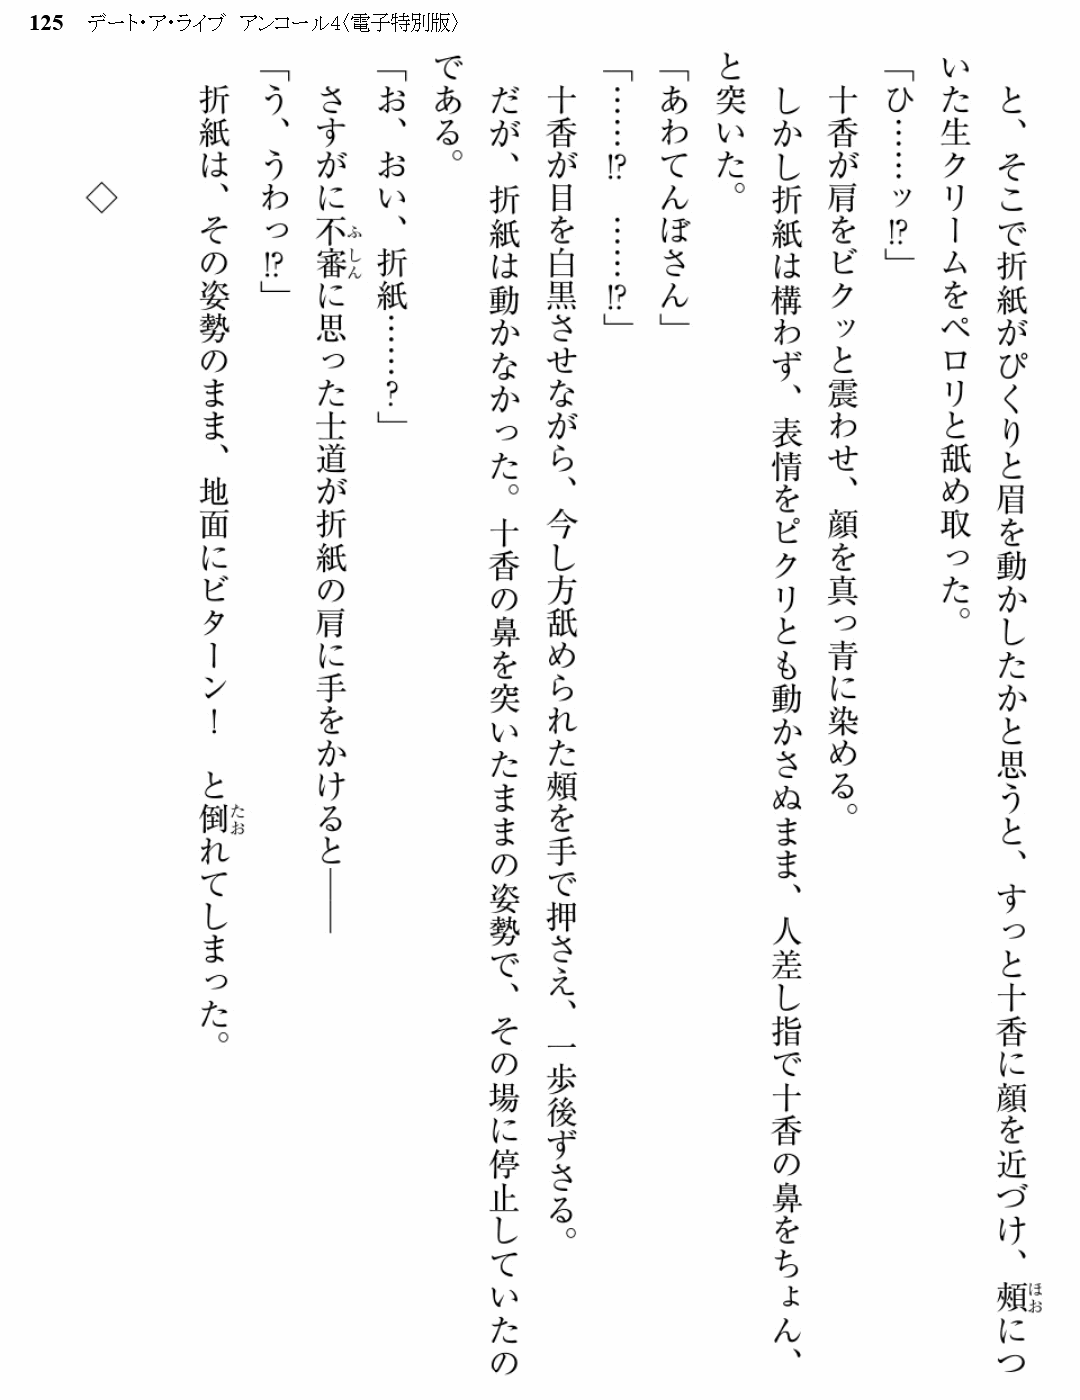 125 デート・ア・ライブ アンコール4〈電子特別版〉
　と、そこで折紙がぴくりと眉を動かしたかと思うと、すっと十香に顔を近づけ、頰につ
いた生クリームをペロリと舐め取った。
「ひ……ッ!?」
　十香が肩をビクッと震わせ、顔を真っ青に染める。
　しかし折紙は構わず、表情をピクリとも動かさぬまま、人差し指で十香の鼻をちょん、
と突いた。
「あわてんぼさん」
「……!?　……!?」
　十香が目を白黒させながら、今し方舐められた頰を手で押さえ、一歩後ずさる。
　だが、折紙は動かなかった。十香の鼻を突いたままの姿勢で、その場に停止していたの
である。
「お、おい、折紙……?」
　さすがに不審に思った士道が折紙の肩に手をかけると――
「う、うわっ!?」
　折紙は、その姿勢のまま、地面にビターン！　と倒れてしまった。
◇